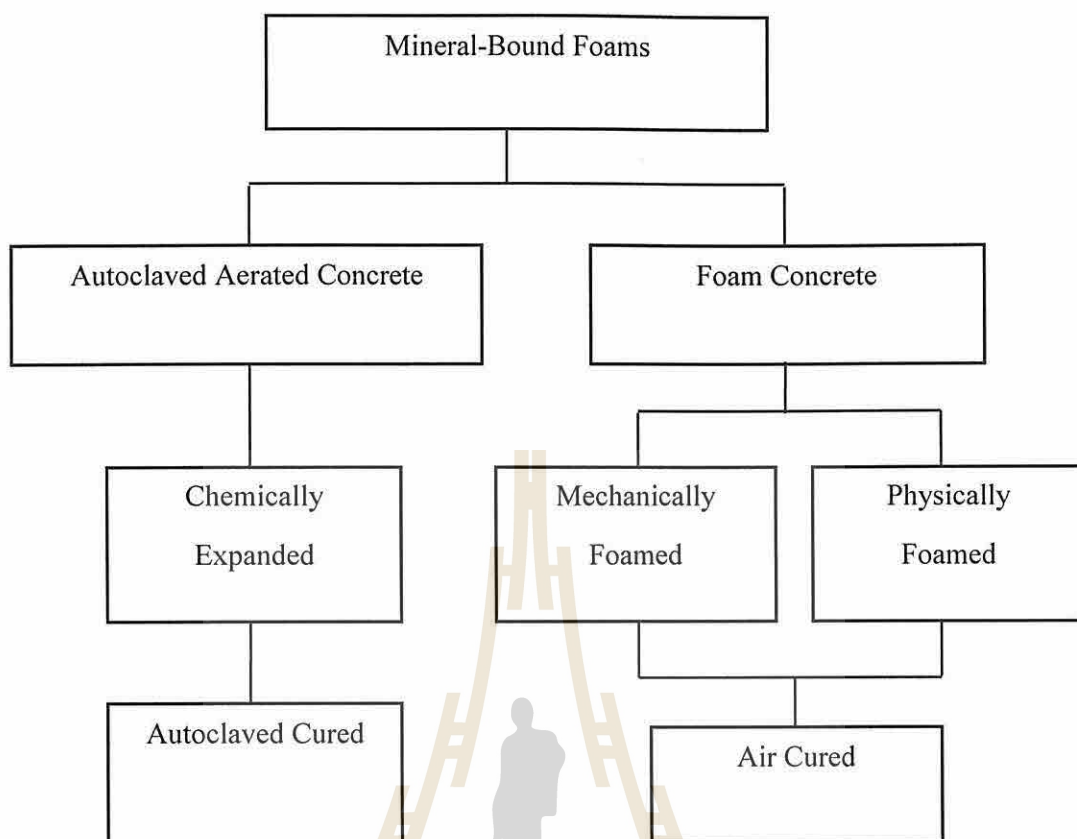 Mineral-Bound Foams
Autoclaved Aerated Concrete
Foam Concrete
Chemically
Expanded
Mechanically
Foamed
Physically
Foamed
Autoclaved Cured
Air Cured